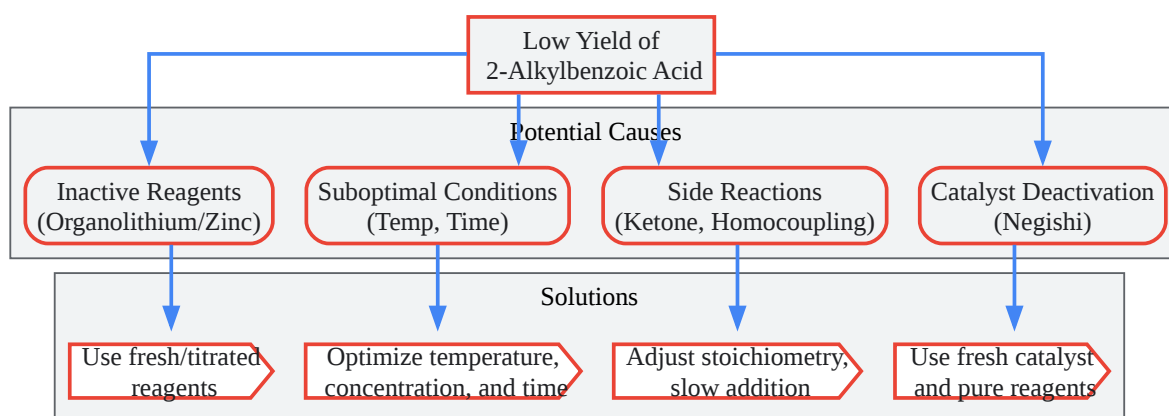 Low Yield of
2-Alkylbenzoic Acid
Potential Causes
Inactive Reagents
(Organolithium/Zinc)
Suboptimal Conditions
(Temp, Time)
Side Reactions
(Ketone, Homocoupling)
Catalyst Deactivation
(Negishi)
Solutions
Use fresh/titrated
reagents
Optimize temperature,
concentration, and time
Adjust stoichiometry,
slow addition
Use fresh catalyst
and pure reagents